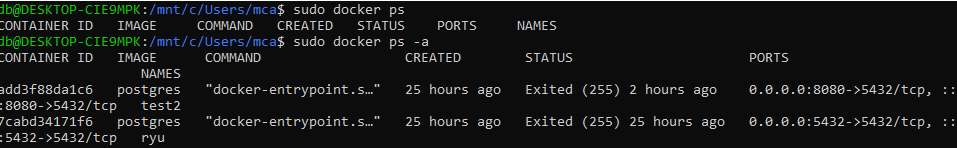 db@DESKTOP-CIE9MPK:/mnt/c/Users/mca$ sudo docker ps
CONTAINER ID   IMAGE     COMMAND   CREATED   STATUS    PORTS     NAMES
db@DESKTOP-CIE9MPK:/mnt/c/Users/mca$ sudo docker ps -a
CONTAINER ID   IMAGE      COMMAND                  CREATED        STATUS                      PORTS
                  NAMES
add3f88da1c6   postgres   "docker-entrypoint.s…"   25 hours ago   Exited (255) 2 hours ago    0.0.0.0:8080->5432/tcp, ::
:8080->5432/tcp   test2
7cabd34171f6   postgres   "docker-entrypoint.s…"   25 hours ago   Exited (255) 25 hours ago   0.0.0.0:5432->5432/tcp, ::
:5432->5432/tcp   ryu